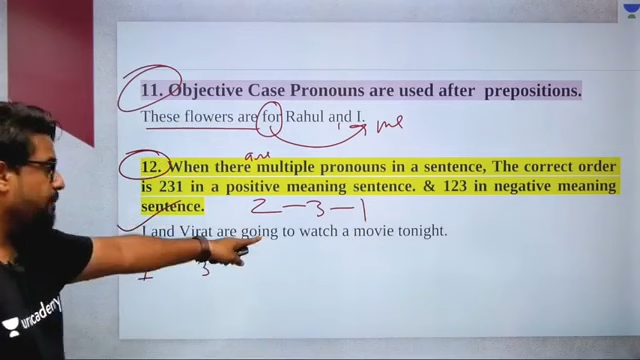 11. Objective Case Pronouns are used after prepositions.
These flowers are for Rahul and I.
me
are
12. When there multiple pronouns in a sentence, The correct order
is 231 in a positive meaning sentence. & 123 in negative meaning
sentence.
2-3-1
I and Virat are going to watch a movie tonight.
1
3
unacademy